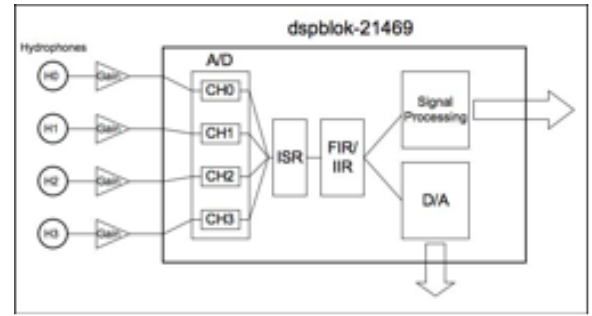 dspblok-21469
Hydrophones
A/D
H0
Gain
CH0
H1
Gain
CH1
H2
Gain
CH2
H3
Gain
CH3
ISR
FIR/
IIR
Signal
Processing
D/A